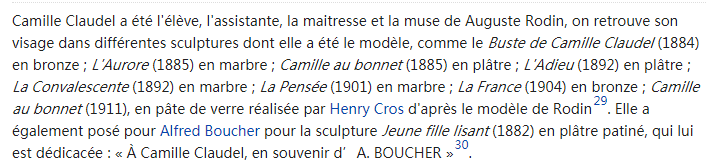 Camille Claudel a été l'élève, l'assistante, la maitresse et la muse de Auguste Rodin, on retrouve son
visage dans différentes sculptures dont elle a été le modèle, comme le Buste de Camille Claudel (1884)
en bronze ; L'Aurore (1885) en marbre ; Camille au bonnet (1885) en plâtre ; L'Adieu (1892) en plâtre ;
La Convalescente (1892) en marbre ; La Pensée (1901) en marbre ; La France (1904) en bronze ; Camille
au bonnet (1911), en pâte de verre réalisée par Henry Cros d'après le modèle de Rodin29. Elle a
également posé pour Alfred Boucher pour la sculpture Jeune fille lisant (1882) en plâtre patiné, qui lui
est dédicacée : « À Camille Claudel, en souvenir d’ A. BOUCHER »30.